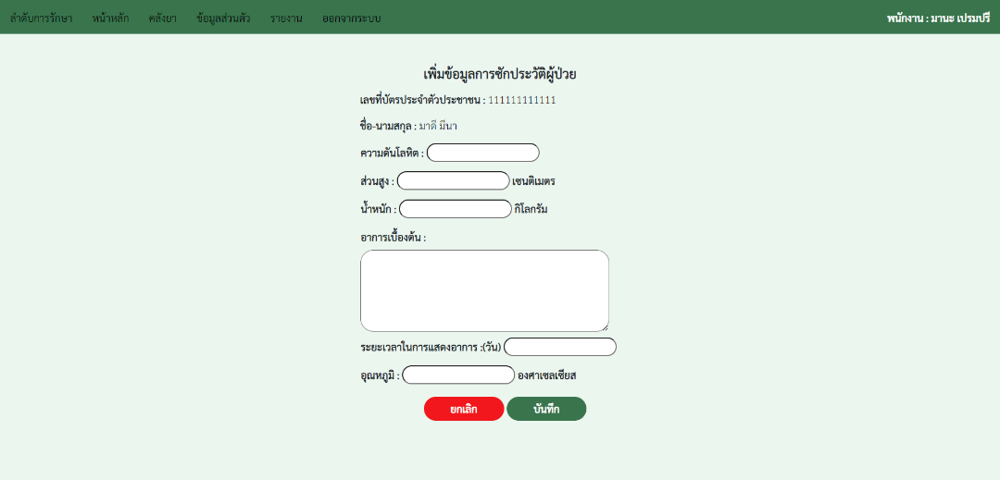 ลำดับการรักษา หน้าหลัก คลังยา ข้อมูลส่วนตัว รายงาน ออกจากระบบ พนักงาน : มานะ เปรมปรี
เพิ่มข้อมูลการซักประวัติผู้ป่วย
เลขที่บัตรประจำตัวประชาชน : 111111111111
ชื่อ-นามสกุล : มาดี มีนา
ความดันโลหิต :
ส่วนสูง : เซนติเมตร
น้ำหนัก : กิโลกรัม
อาการเบื้องต้น :
ระยะเวลาในการแสดงอาการ :(วัน)
อุณหภูมิ : องศาเซลเซียส
ยกเลิก บันทึก